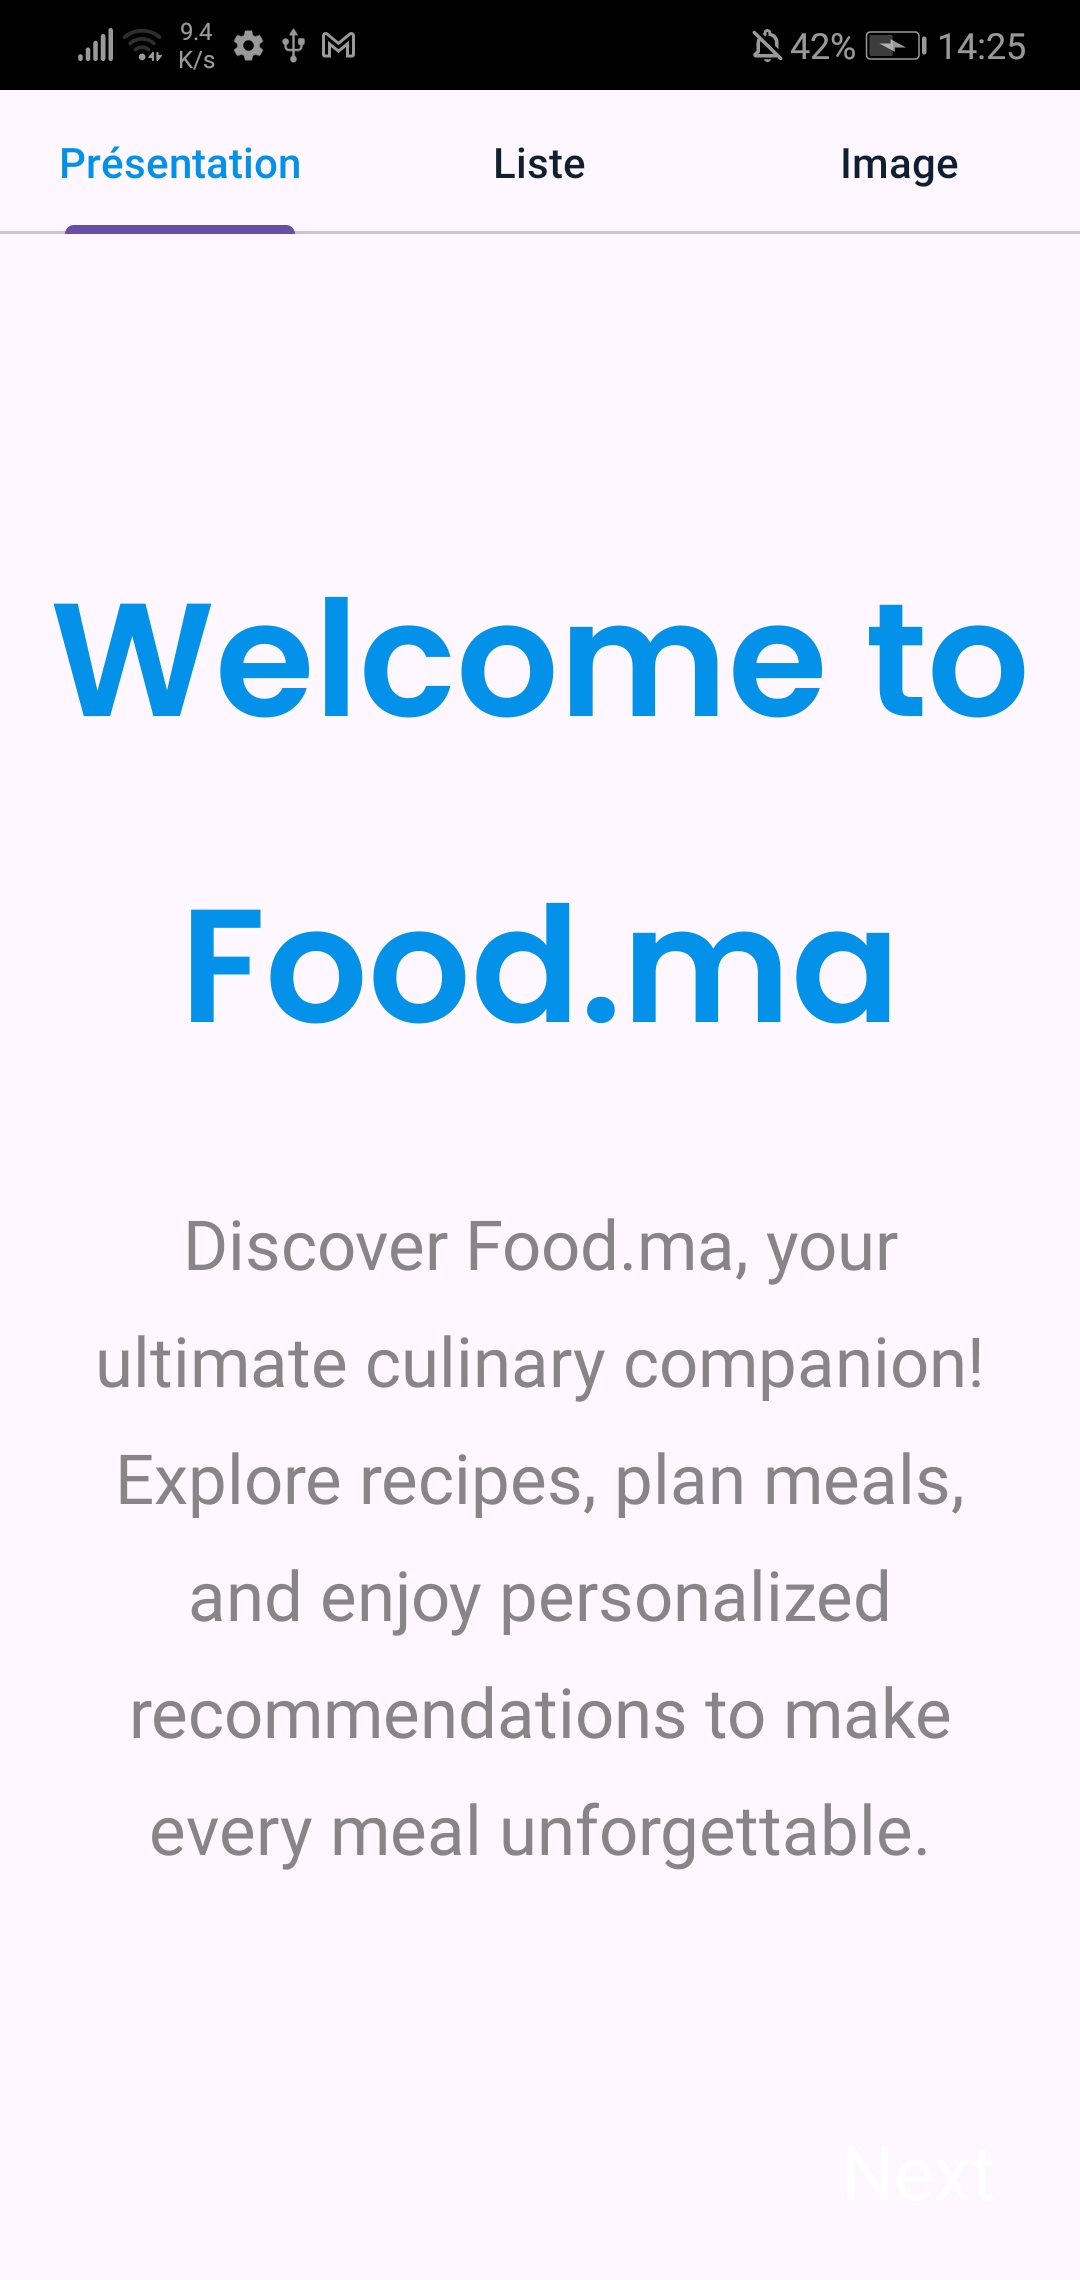 9.4
K/s
42%
14:25
Présentation
Liste
Image
Welcome to
Food.ma
Discover Food.ma, your
ultimate culinary companion!
Explore recipes, plan meals,
and enjoy personalized
recommendations to make
every meal unforgettable.
Next